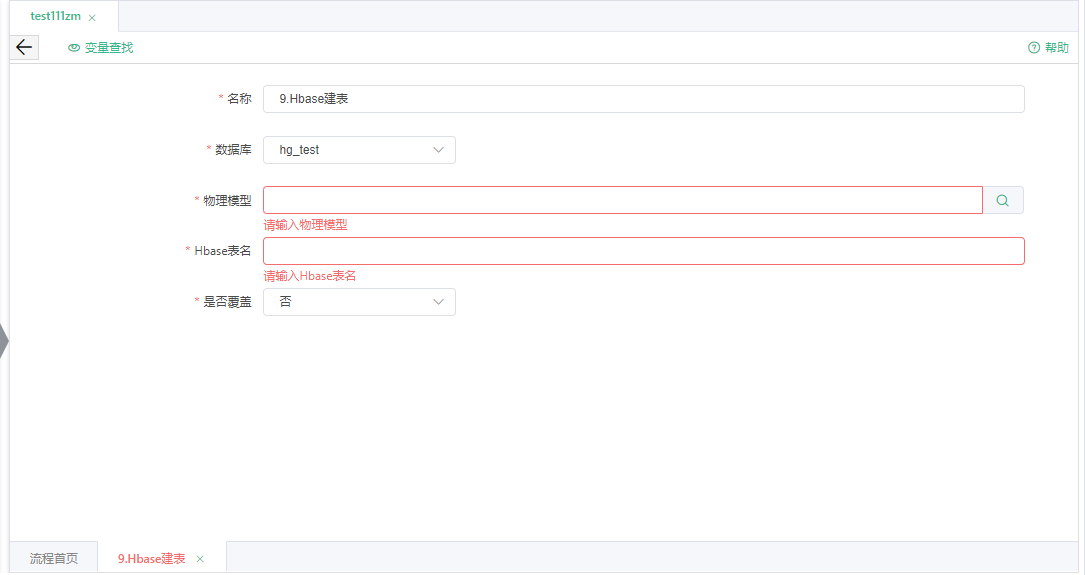 test111zm
变量查找
帮助
* 名称 9.Hbase建表
* 数据库 hg_test
* 物理模型
请输入物理模型
* Hbase表名
请输入Hbase表名
* 是否覆盖 否
流程首页 9.Hbase建表